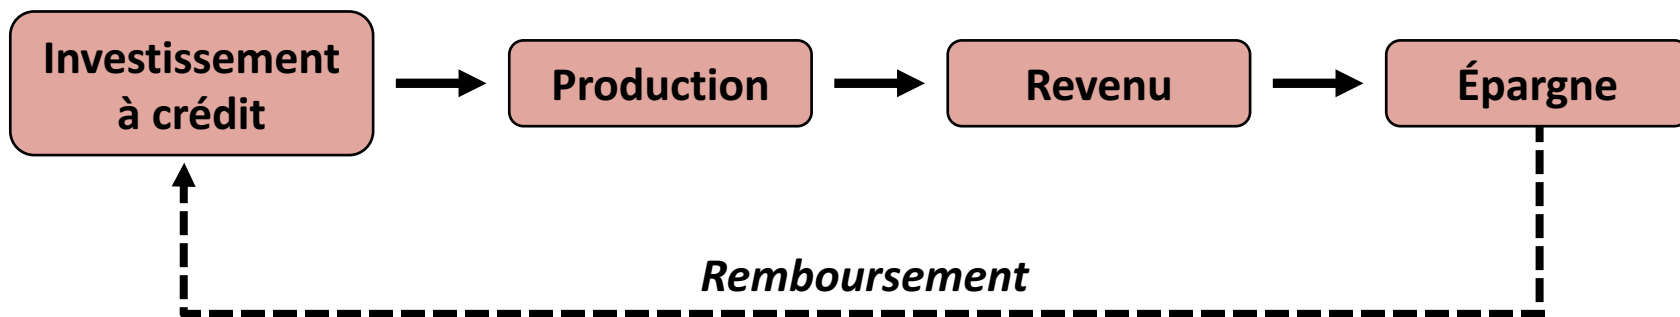 Investissement
à crédit
Production
Revenu
Épargne
Remboursement